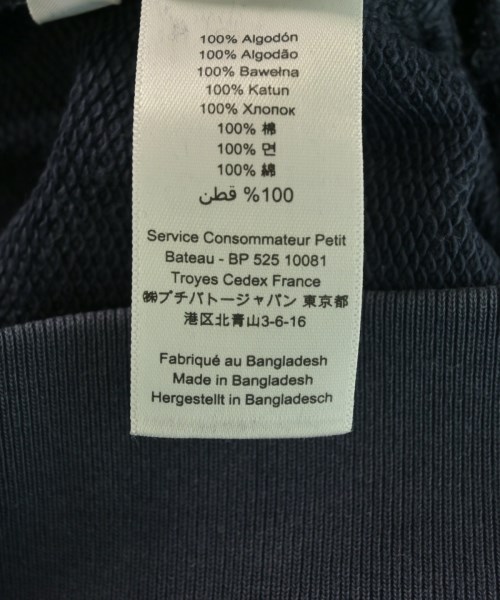 100% Algodón
100% Algodão
100% Bawełna
100% Katun
100% Хлопок
100% 棉
100% 면
100% 綿
100% قطن
Service Consommateur Petit
Bateau - BP 525 10081
Troyes Cedex France
㈱プチバトージャパン 東京都
港区北青山3-6-16
Fabriqué au Bangladesh
Made in Bangladesh
Hergestellt in Bangladesch